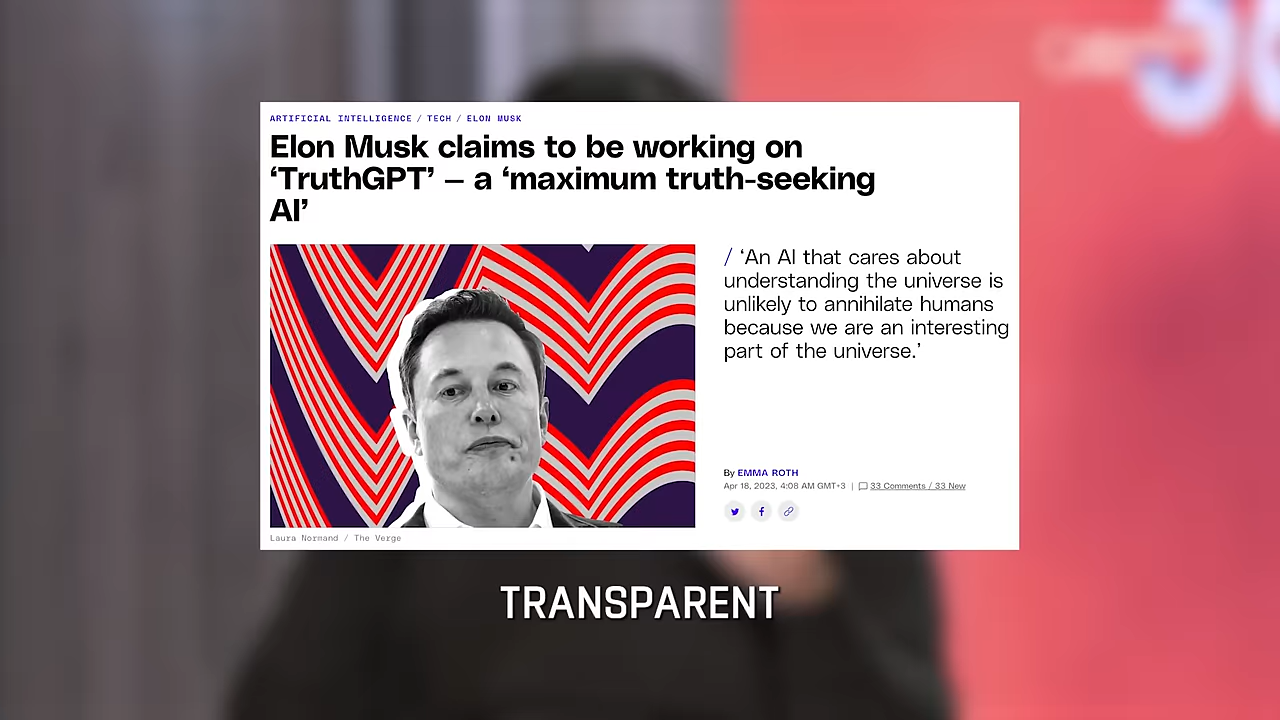 ARTIFICIAL INTELLIGENCE / TECH / ELON MUSK
Elon Musk claims to be working on
‘TruthGPT’ — a ‘maximum truth-seeking
AI’
/ ‘An AI that cares about
understanding the universe is
unlikely to annihilate humans
because we are an interesting
part of the universe.’
By EMMA ROTH
Apr 18, 2023, 4:08 AM GMT+3 | 33 Comments / 33 New
Laura Normand / The Verge
TRANSPARENT